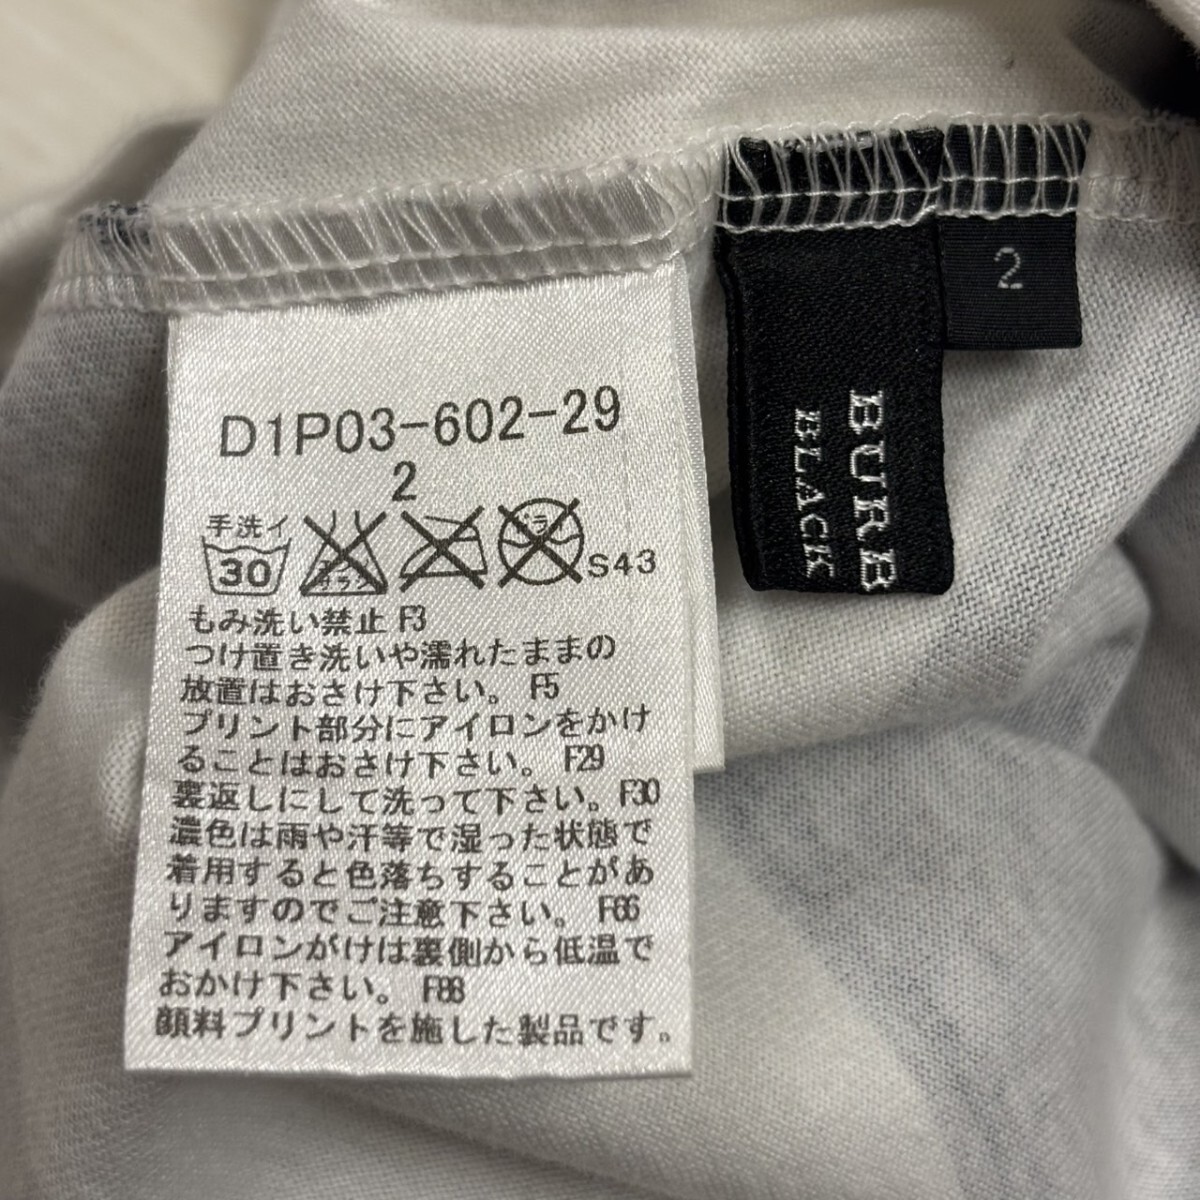 D1P03-602-29
2
手洗イ
30
S43
もみ洗い禁止 F3
つけ置き洗いや濡れたままの
放置はおさけ下さい。 F5
プリント部分にアイロンをかけ
ることはおさけ下さい。 F29
裏返しにして洗って下さい。F30
濃色は雨や汗等で湿った状態で
着用すると色落ちすることがあ
りますのでご注意下さい。 F66
アイロンがけは裏側から低温で
おかけ下さい。 F88
顔料プリントを施した製品です。
BURB
BLACK
2